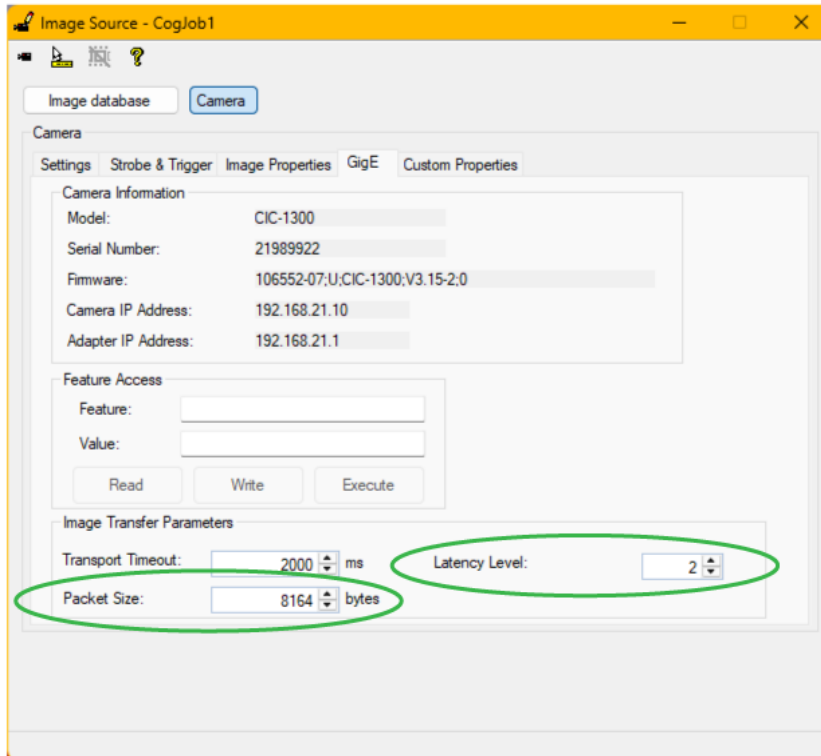 Image Source - CogJob1
Image database Camera
Camera
Settings Strobe & Trigger Image Properties GigE Custom Properties
Camera Information
Model: CIC-1300
Serial Number: 21989922
Firmware: 106552-07;U;CIC-1300;V3.15-2;0
Camera IP Address: 192.168.21.10
Adapter IP Address: 192.168.21.1
Feature Access
Feature:
Value:
Read Write Execute
Image Transfer Parameters
Transport Timeout: 2000 ms Latency Level: 2
Packet Size: 8164 bytes